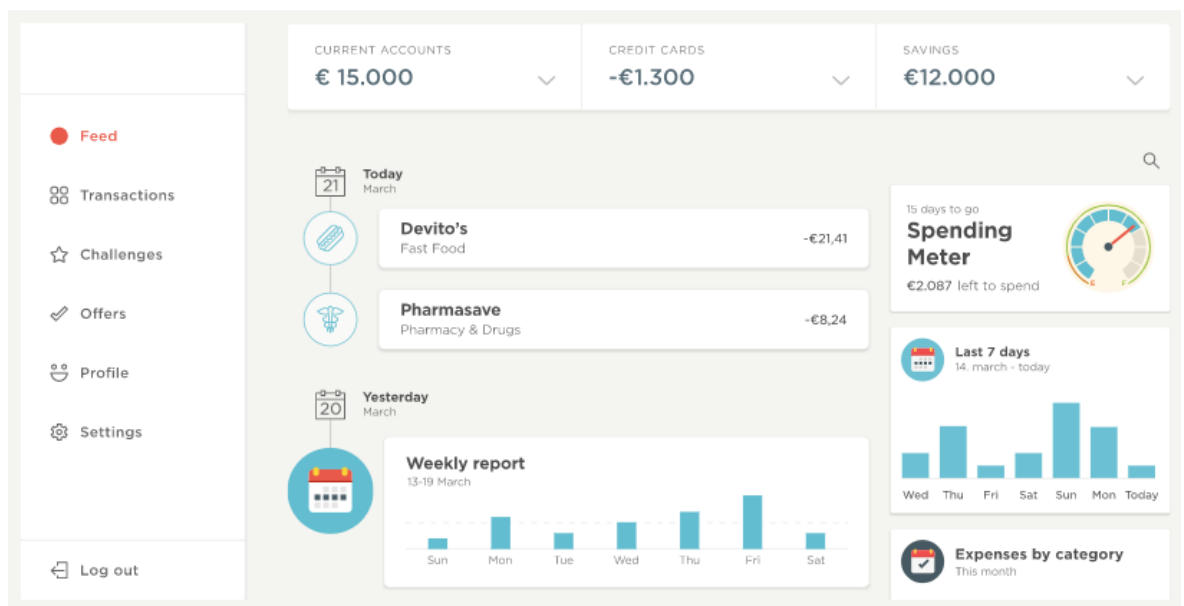 CURRENT ACCOUNTS
€ 15.000
CREDIT CARDS
-€1.300
SAVINGS
€12.000
Feed
Transactions
Challenges
Offers
Profile
Settings
Log out
21
Today
March
Devito's
Fast Food
-€21,41
Pharmasave
Pharmacy & Drugs
-€8,24
20
Yesterday
March
Weekly report
13-19 March
Sun Mon Tue Wed Thu Fri Sat
15 days to go
Spending
Meter
€2.087 left to spend
E F
Last 7 days
14. march - today
Wed Thu Fri Sat Sun Mon Today
Expenses by category
This month